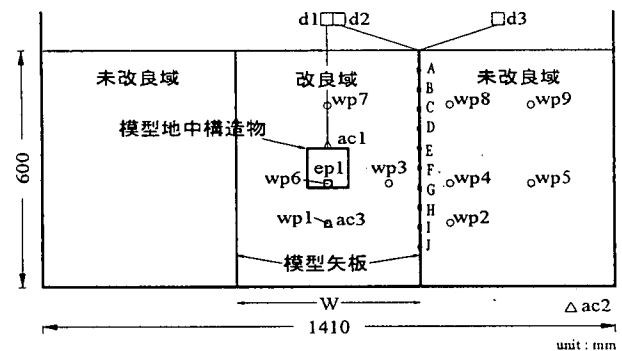 d1 d2 d3
未改良域 改良域 未改良域
A
B
wp7 C wp8 wp9
模型地中構造物 D
ac1
E
ep1 F
wp6 wp3 G wp4 wp5
H
wp1 ac3 I wp2
J
模型矢板
600
W
ac2
1410
unit : mm